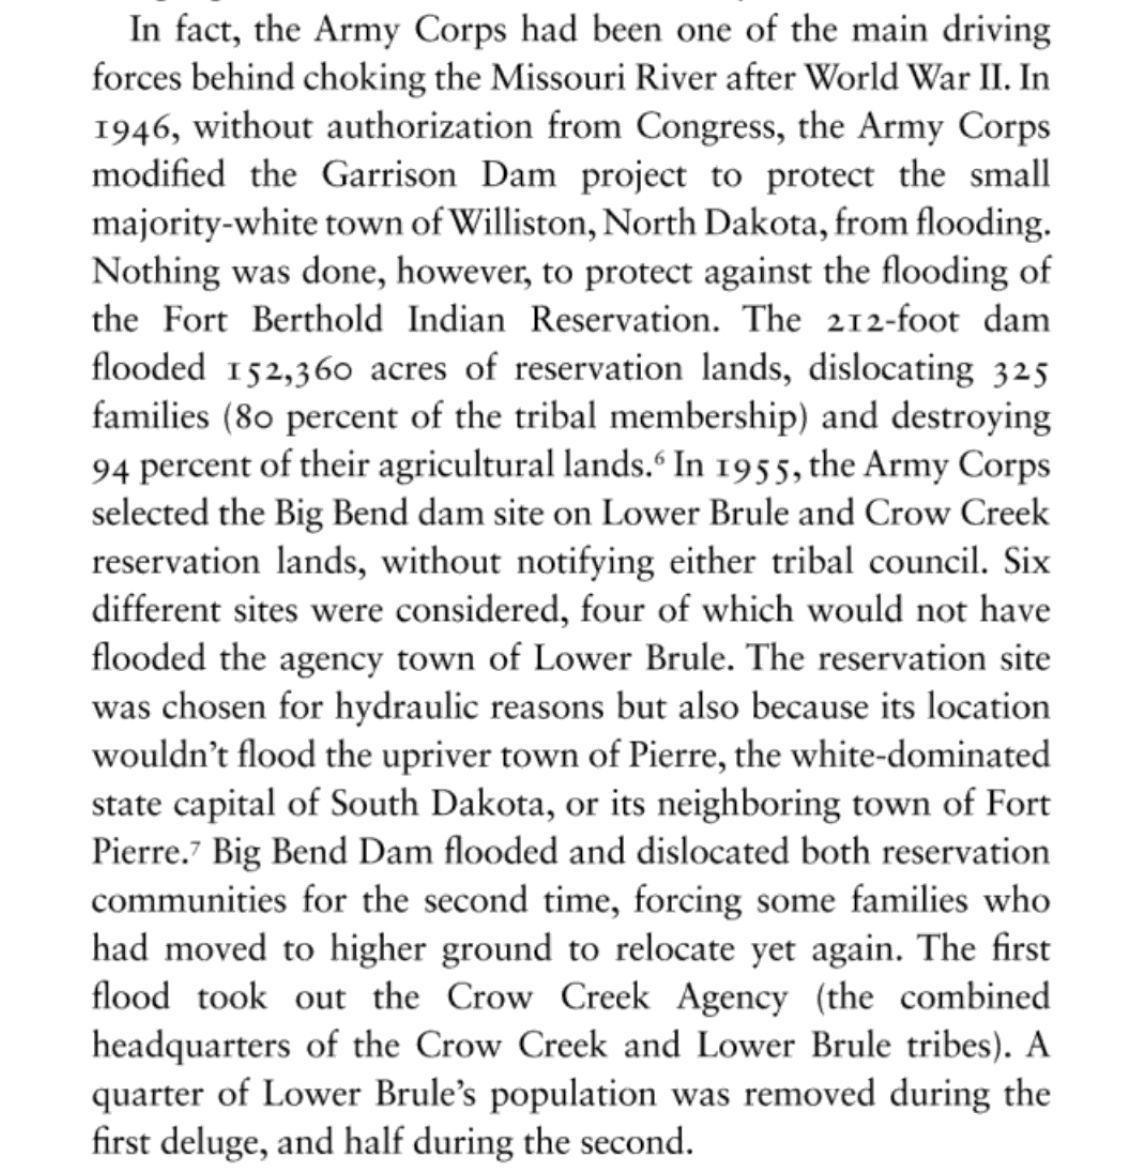 In fact, the Army Corps had been one of the main driving
forces behind choking the Missouri River after World War II. In
1946, without authorization from Congress, the Army Corps
modified the Garrison Dam project to protect the small
majority-white town of Williston, North Dakota, from flooding.
Nothing was done, however, to protect against the flooding of
the Fort Berthold Indian Reservation. The 212-foot dam
flooded 152,360 acres of reservation lands, dislocating 325
families (80 percent of the tribal membership) and destroying
94 percent of their agricultural lands.⁶ In 1955, the Army Corps
selected the Big Bend dam site on Lower Brule and Crow Creek
reservation lands, without notifying either tribal council. Six
different sites were considered, four of which would not have
flooded the agency town of Lower Brule. The reservation site
was chosen for hydraulic reasons but also because its location
wouldn’t flood the upriver town of Pierre, the white-dominated
state capital of South Dakota, or its neighboring town of Fort
Pierre.⁷ Big Bend Dam flooded and dislocated both reservation
communities for the second time, forcing some families who
had moved to higher ground to relocate yet again. The first
flood took out the Crow Creek Agency (the combined
headquarters of the Crow Creek and Lower Brule tribes). A
quarter of Lower Brule’s population was removed during the
first deluge, and half during the second.